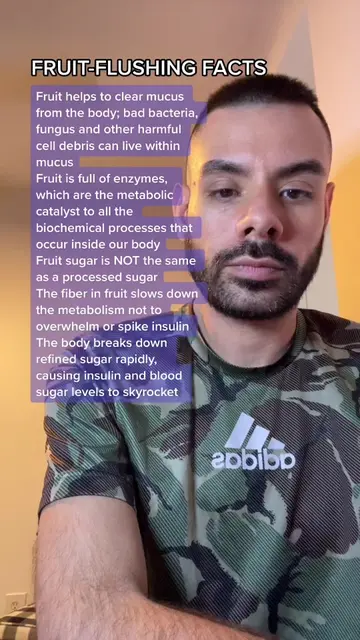 FRUIT-FLUSHING FACTS
Fruit helps to clear mucus
from the body; bad bacteria,
fungus and other harmful
cell debris can live within
mucus
Fruit is full of enzymes,
which are the metabolic
catalyst to all the
biochemical processes that
occur inside our body
Fruit sugar is NOT the same
as a processed sugar
The fiber in fruit slows down
the metabolism not to
overwhelm or spike insulin
The body breaks down
refined sugar rapidly,
causing insulin and blood
sugar levels to skyrocket
adidas